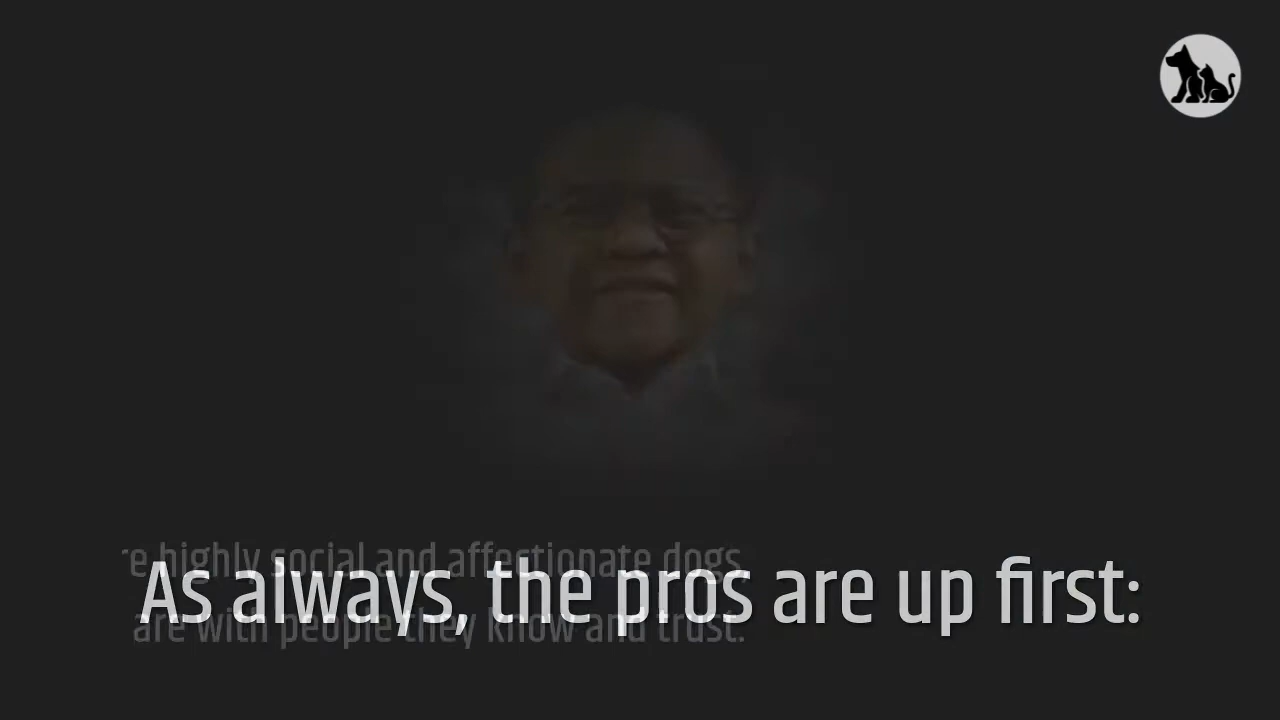 e highly social and affectionate dogs,
As always, the pros are up first:
are with people they know and trust.